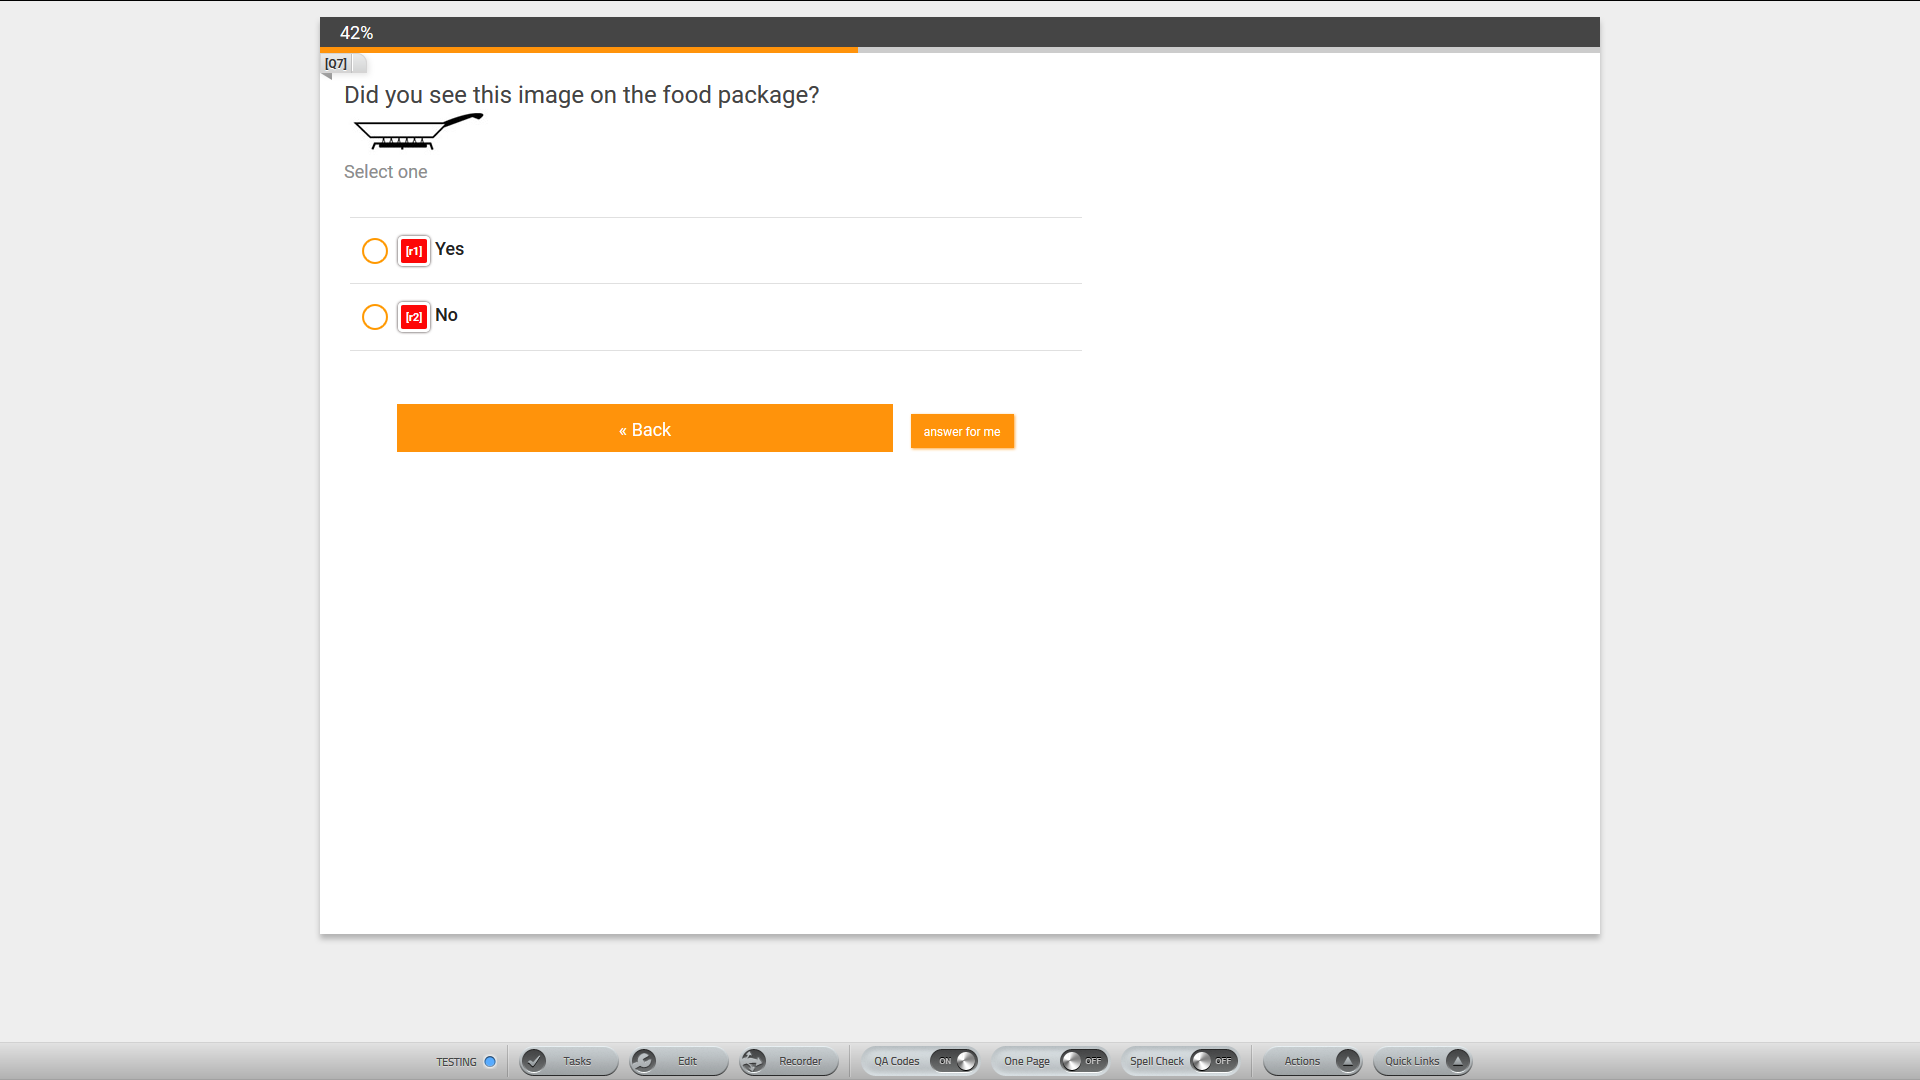 42%
[Q7]
Did you see this image on the food package?
Select one
[r1] Yes
[r2] No
« Back
answer for me
TESTING Tasks Edit Recorder QA Codes ON One Page OFF Spell Check OFF Actions Quick Links